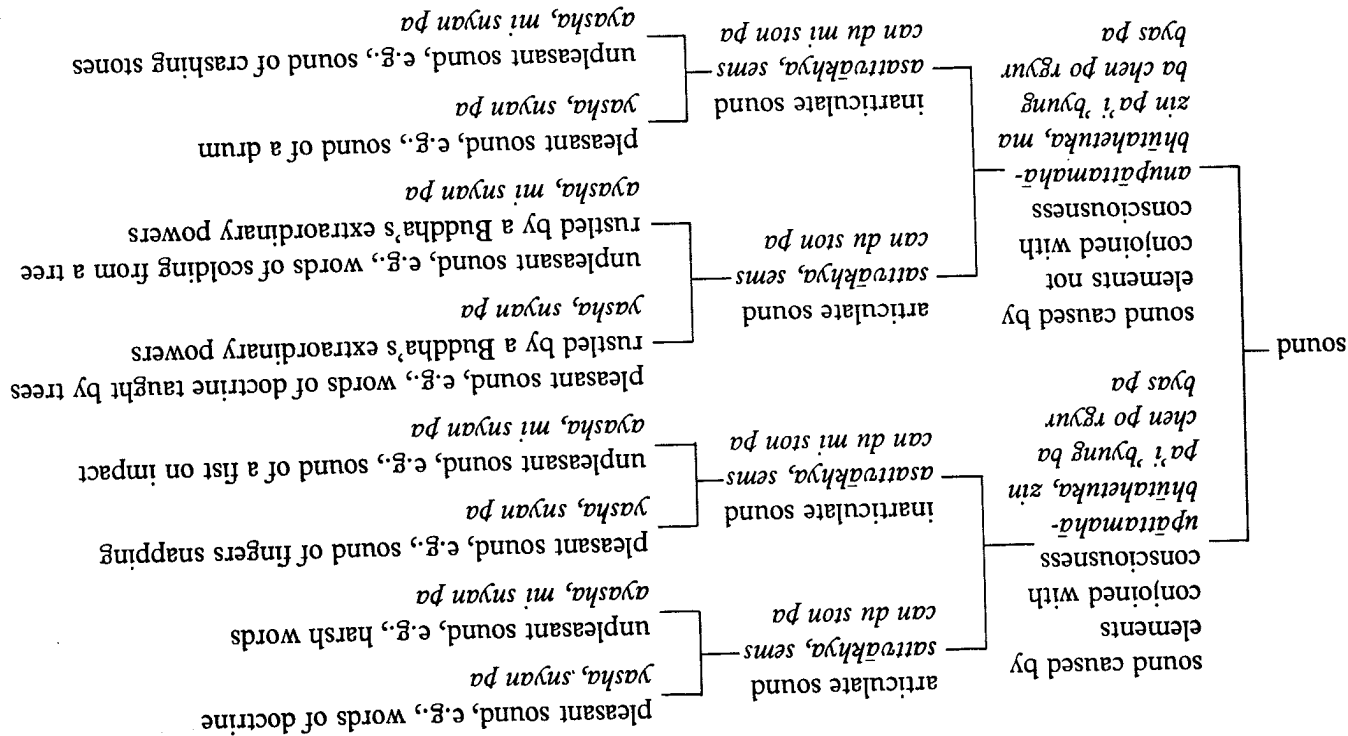 sound
sound caused by
elements
conjoined with
consciousness
upāttamahā-
bhūtahetuka, zin
pa'i 'byung ba
chen po rgyur
byas pa
articulate sound
sattvākhya, sems
can du ston pa
pleasant sound, e.g., words of doctrine
yasha, snyan pa
unpleasant sound, e.g., harsh words
ayasha, mi snyan pa
inarticulate sound
asattvākhya, sems
can du mi ston pa
pleasant sound, e.g., sound of fingers snapping
yasha, snyan pa
unpleasant sound, e.g., sound of a fist on impact
ayasha, mi snyan pa
sound caused by
elements not
conjoined with
consciousness
anupāttamahā-
bhūtahetuka, ma
zin pa'i 'byung
ba chen po rgyur
byas pa
articulate sound
sattvākhya, sems
can du ston pa
pleasant sound, e.g., words of doctrine taught by trees
rustled by a Buddha's extraordinary powers
yasha, snyan pa
unpleasant sound, e.g., words of scolding from a tree
rustled by a Buddha's extraordinary powers
ayasha, mi snyan pa
inarticulate sound
asattvākhya, sems
can du mi ston pa
pleasant sound, e.g., sound of a drum
yasha, snyan pa
unpleasant sound, e.g., sound of crashing stones
ayasha, mi snyan pa